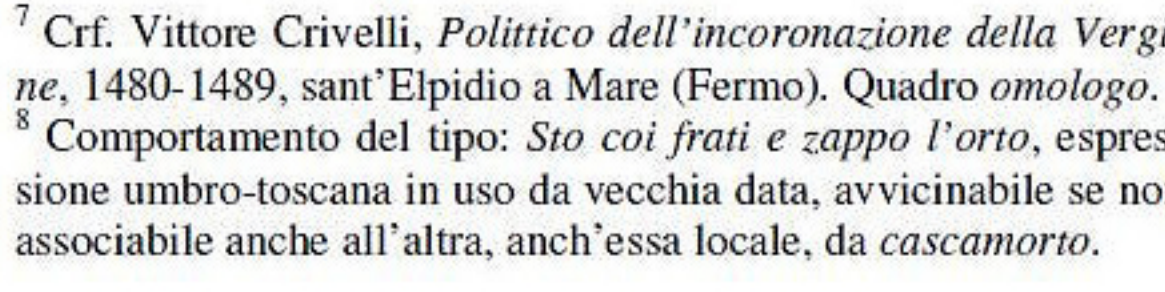 ⁷ Crf. Vittore Crivelli, Polittico dell'incoronazione della Vergi
ne, 1480-1489, sant'Elpidio a Mare (Fermo). Quadro omologo.
⁸ Comportamento del tipo: Sto coi frati e zappo l'orto, espres
sione umbro-toscana in uso da vecchia data, avvicinabile se no
associabile anche all'altra, anch'essa locale, da cascamorto.